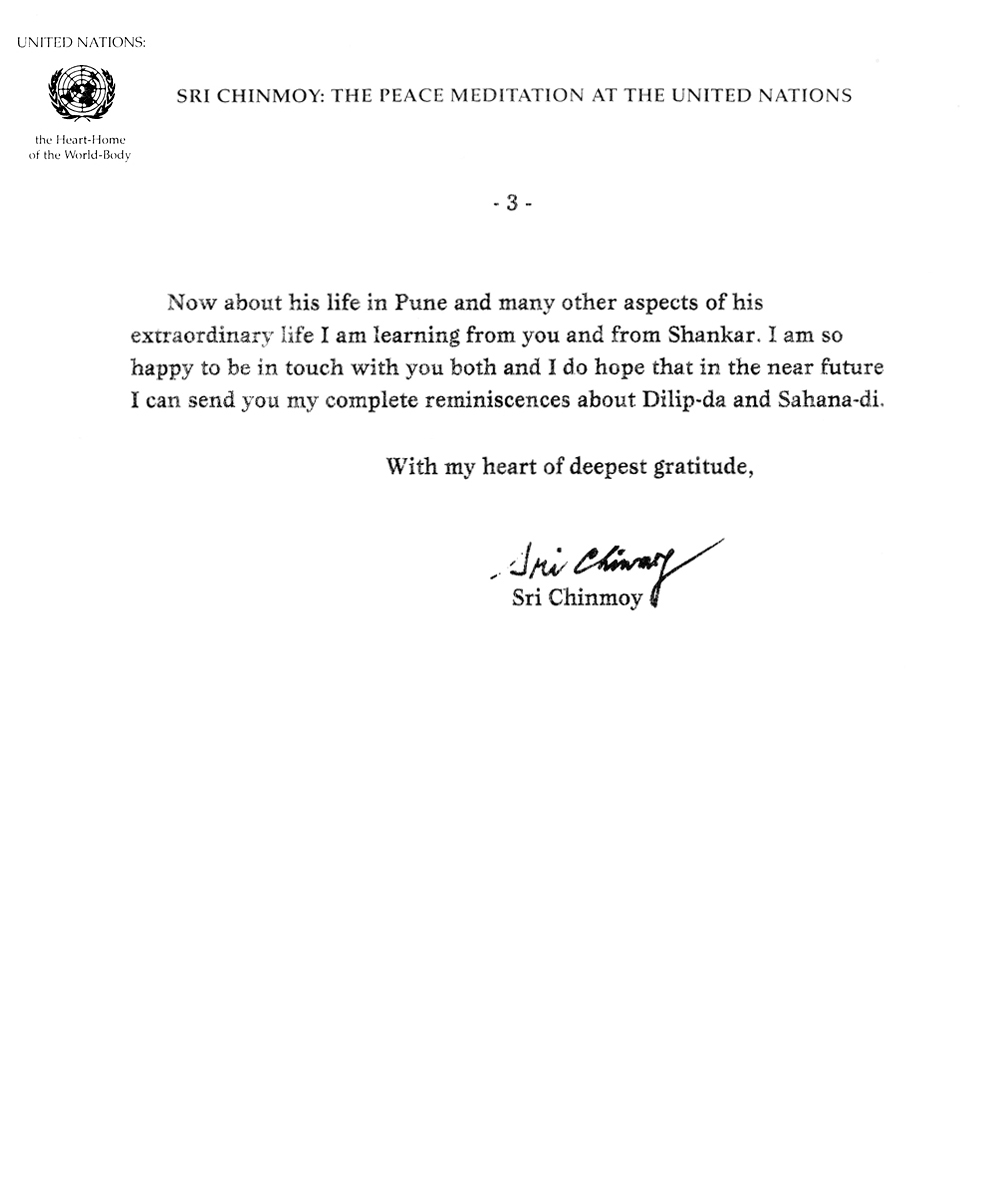 UNITED NATIONS:
SRI CHINMOY: THE PEACE MEDITATION AT THE UNITED NATIONS
the Heart-Home
of the World-Body
- 3 -
Now about his life in Pune and many other aspects of his
extraordinary life I am learning from you and from Shankar. I am so
happy to be in touch with you both and I do hope that in the near future
I can send you my complete reminiscences about Dilip-da and Sahana-di.
With my heart of deepest gratitude,
Sri Chinmoy
Sri Chinmoy